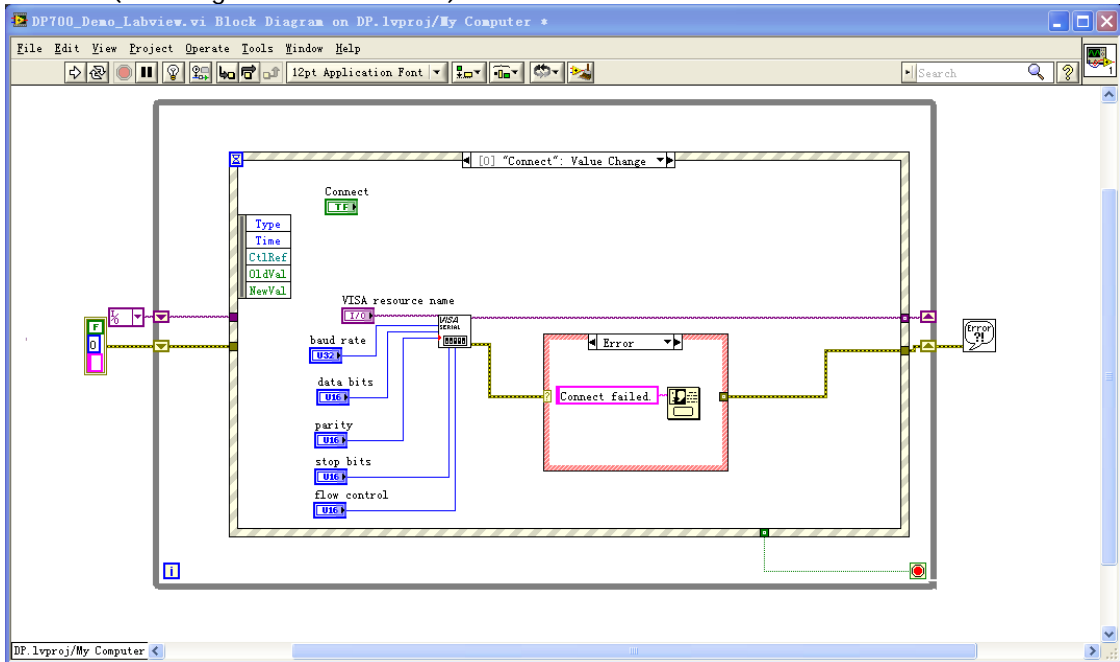 DP700_Demo_Labview.vi Block Diagram on DP.lvproj/My Computer *
File Edit View Project Operate Tools Window Help
12pt Application Font
Search
[0] "Connect": Value Change
Connect
TF
Type
Time
CtlRef
OldVal
NewVal
VISA resource name
I/O
VISA
SERIAL
baud rate
U32
data bits
U16
parity
U16
stop bits
U16
flow control
U16
Error
Connect failed.
F
0
I/O
Error
?!
i
DP.lvproj/My Computer